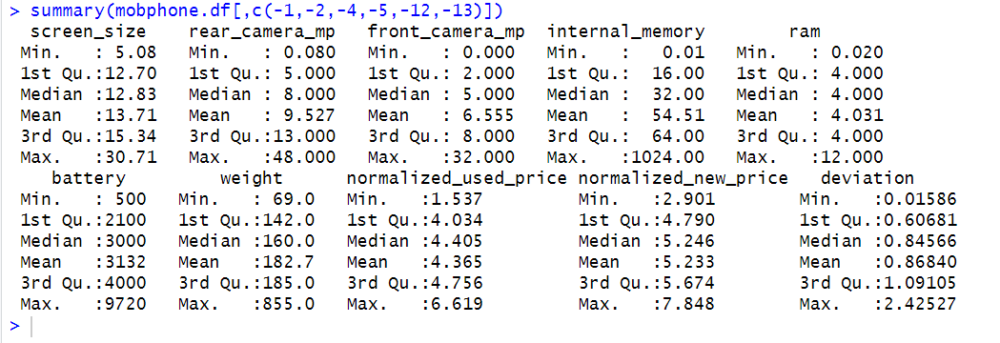 > summary(mobphone.df[,c(-1,-2,-4,-5,-12,-13)])
  screen_size    rear_camera_mp   front_camera_mp  internal_memory       ram
 Min.   : 5.08   Min.   : 0.080   Min.   : 0.000   Min.   :   0.01   Min.   : 0.020
 1st Qu.:12.70   1st Qu.: 5.000   1st Qu.: 2.000   1st Qu.:  16.00   1st Qu.: 4.000
 Median :12.83   Median : 8.000   Median : 5.000   Median :  32.00   Median : 4.000
 Mean   :13.71   Mean   : 9.527   Mean   : 6.555   Mean   :  54.51   Mean   : 4.031
 3rd Qu.:15.34   3rd Qu.:13.000   3rd Qu.: 8.000   3rd Qu.:  64.00   3rd Qu.: 4.000
 Max.   :30.71   Max.   :48.000   Max.   :32.000   Max.   :1024.00   Max.   :12.000
    battery         weight      normalized_used_price normalized_new_price   deviation
 Min.   : 500   Min.   : 69.0   Min.   :1.537         Min.   :2.901        Min.   :0.01586
 1st Qu.:2100   1st Qu.:142.0   1st Qu.:4.034         1st Qu.:4.790        1st Qu.:0.60681
 Median :3000   Median :160.0   Median :4.405         Median :5.246        Median :0.84566
 Mean   :3132   Mean   :182.7   Mean   :4.365         Mean   :5.233        Mean   :0.86840
 3rd Qu.:4000   3rd Qu.:185.0   3rd Qu.:4.756         3rd Qu.:5.674        3rd Qu.:1.09105
 Max.   :9720   Max.   :855.0   Max.   :6.619         Max.   :7.848        Max.   :2.42527
>